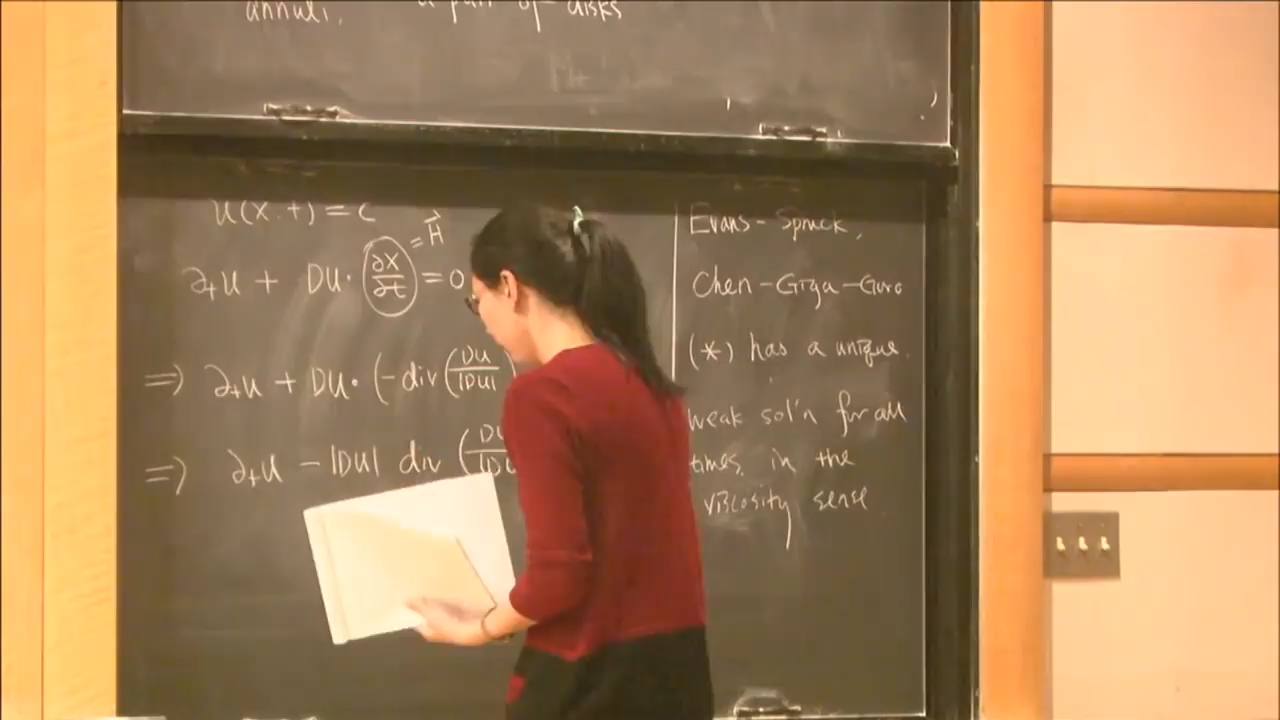 annuli, a pair of disks
u(x.t) = c
∂ₜu + Du · (∂x/∂t) = 0
= H⃗
⇒ ∂ₜu + Du · (-div (Du/|Du|)
⇒ ∂ₜu - |Du| div (Du/|Du|
Evans - Spruck,
Chen - Giga - Goto
(*) has a unique
weak sol'n for all
times, in the
viscosity sense